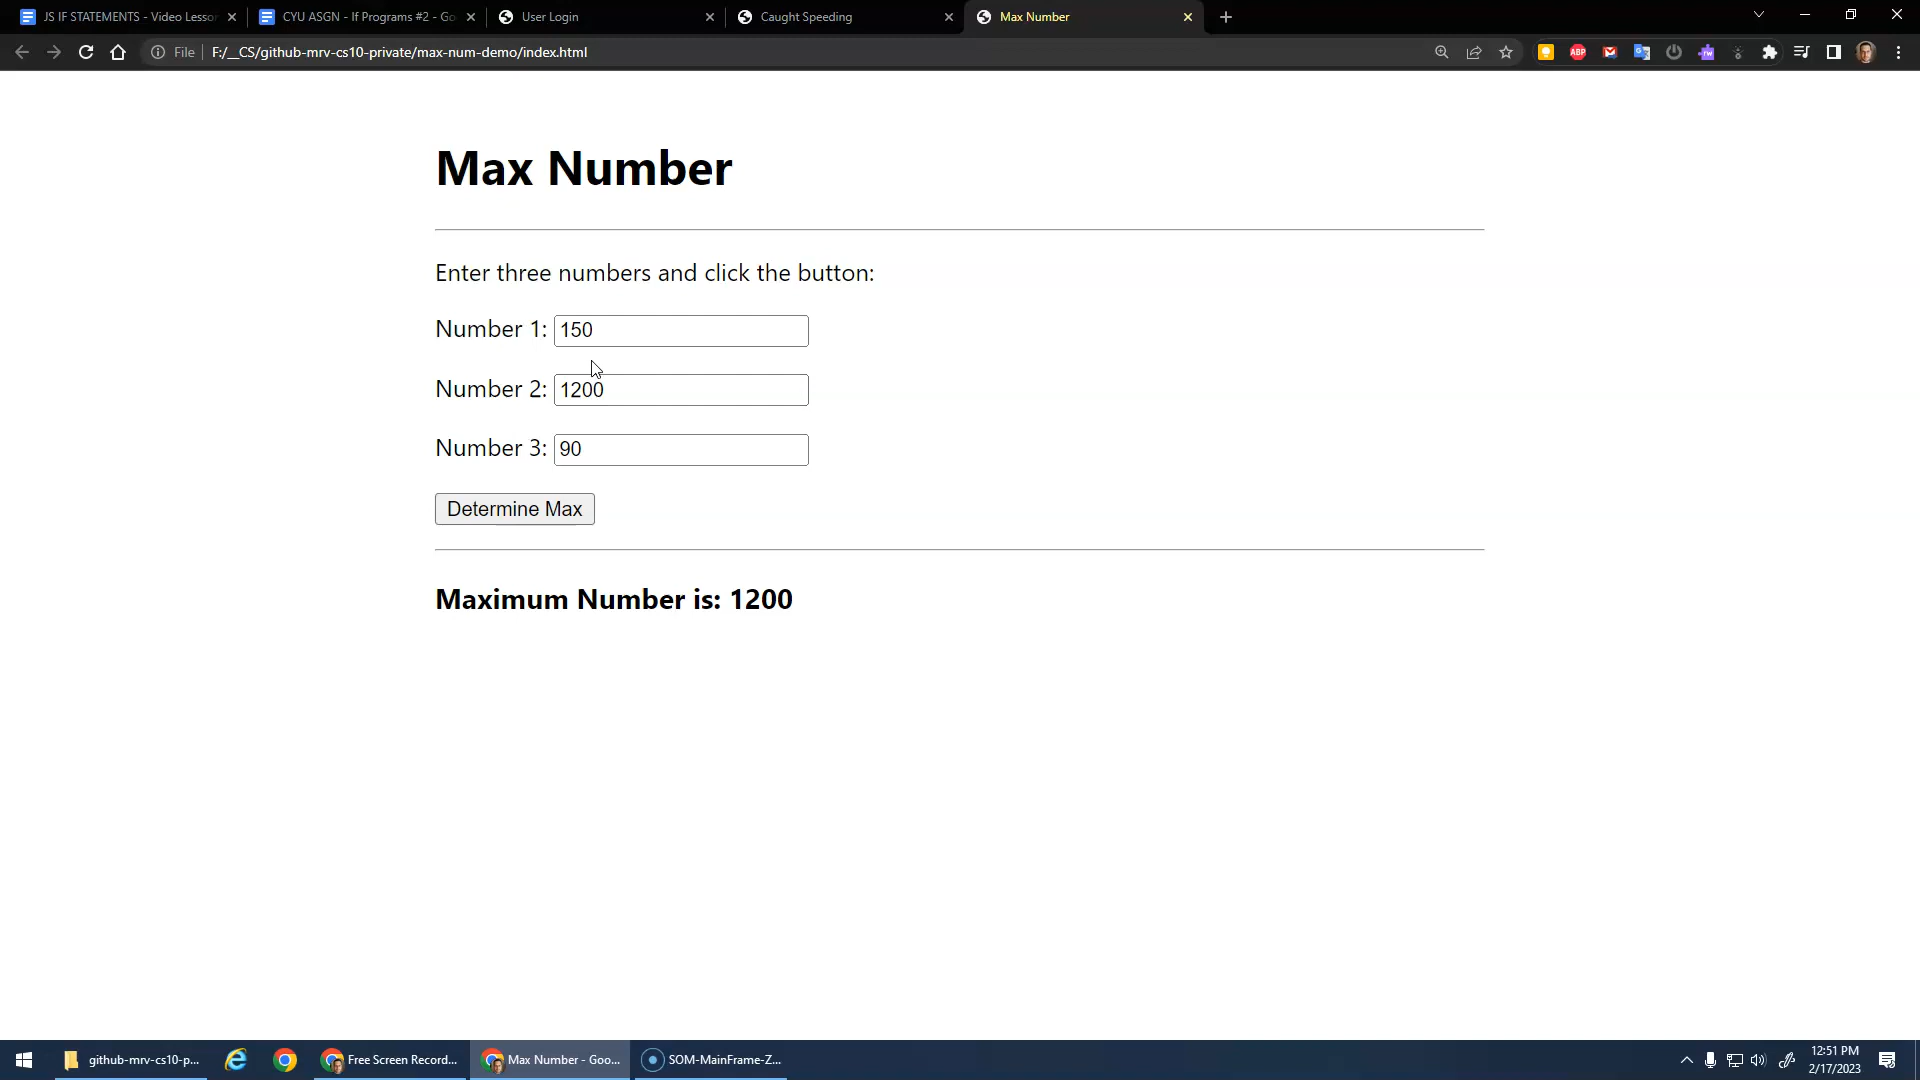 JS IF STATEMENTS - Video Lesson
CYU ASGN - If Programs #2 - Go
User Login
Caught Speeding
Max Number
File
F:/__CS/github-mrv-cs10-private/max-num-demo/index.html
ABP
Max Number
Enter three numbers and click the button:
Number 1: 150
Number 2: 1200
Number 3: 90
Determine Max
Maximum Number is: 1200
github-mrv-cs10-p...
Free Screen Record...
Max Number - Goo...
SOM-MainFrame-Z...
12:51 PM
2/17/2023